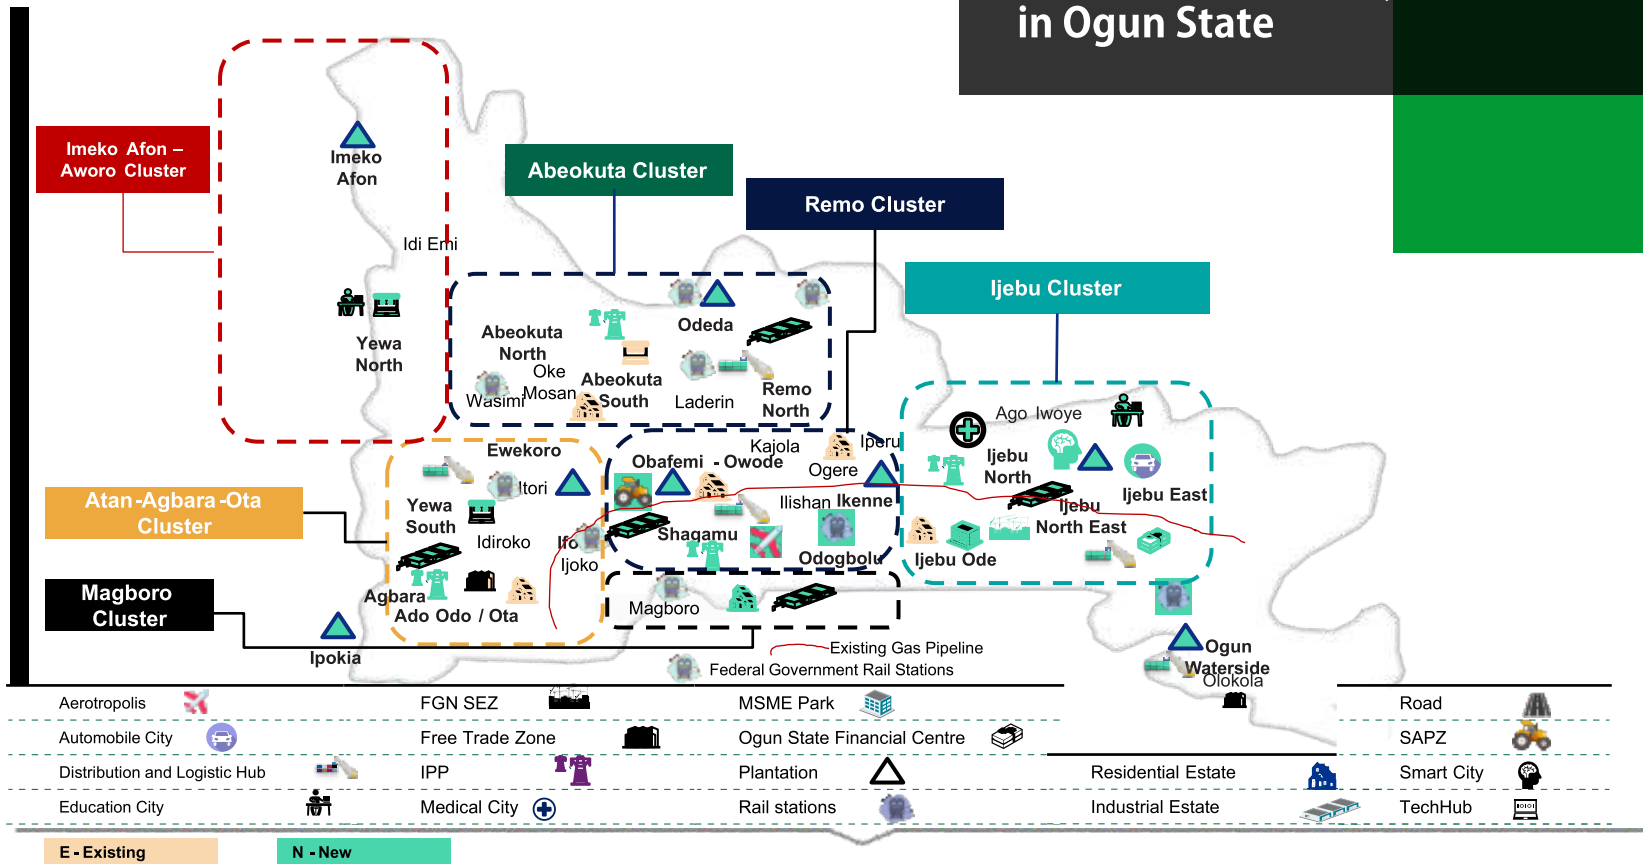 in Ogun State
Imeko Afon –
Aworo Cluster
Abeokuta Cluster
Remo Cluster
Ijebu Cluster
Atan-Agbara-Ota
Cluster
Magboro
Cluster
Imeko
Afon
Idi Emi
Yewa
North
Abeokuta
North
Oke
Mosan
Wasimi
Abeokuta
South
Odeda
Laderin
Remo
North
Ewekoro
Itori
Yewa
South
Idiroko
Ifo
Ijoko
Agbara
Ado Odo / Ota
Ipokia
Obafemi - Owode
Kajola
Iperu
Ogere
Ilishan
Ikenne
Shagamu
Odogbolu
Magboro
Ago Iwoye
Ijebu
North
Ijebu East
Ijebu
North East
Ijebu Ode
Ogun
Waterside
Olokola
Existing Gas Pipeline
Federal Government Rail Stations
Aerotropolis
FGN SEZ
MSME Park
Road
Automobile City
Free Trade Zone
Ogun State Financial Centre
SAPZ
Distribution and Logistic Hub
IPP
Plantation
Residential Estate
Smart City
Education City
Medical City
Rail stations
Industrial Estate
TechHub
E - Existing
N - New